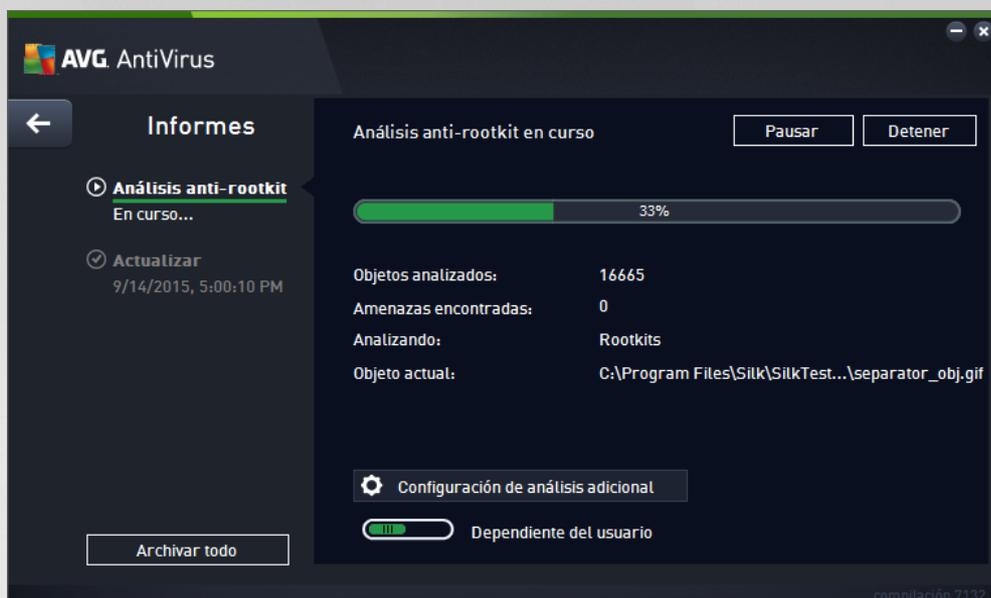 AVG. AntiVirus
Informes
Análisis anti-rootkit en curso
Pausar
Detener
Análisis anti-rootkit
En curso...
33%
Actualizar
9/14/2015, 5:00:10 PM
Objetos analizados: 16665
Amenazas encontradas: 0
Analizando: Rootkits
Objeto actual: C:\Program Files\Silk\SilkTest...\separator_obj.gif
Configuración de análisis adicional
Dependiente del usuario
Archivar todo
compilación 7132